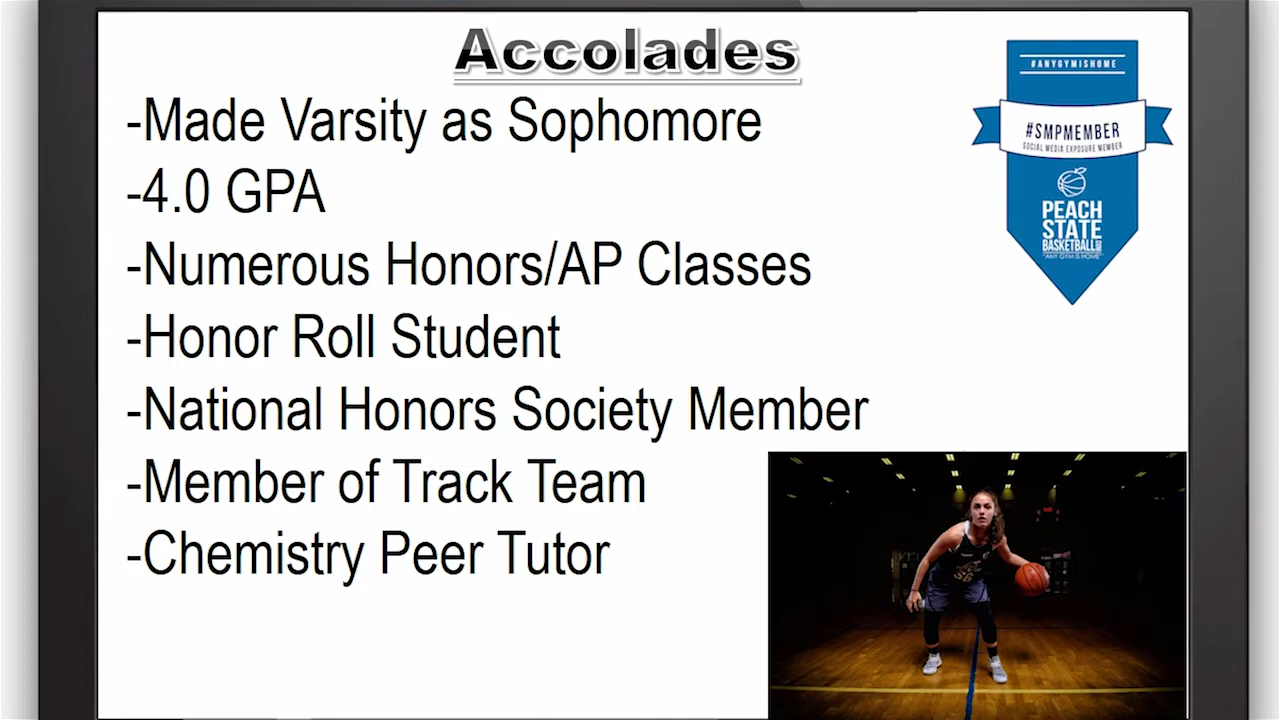 Accolades
-Made Varsity as Sophomore
-4.0 GPA
-Numerous Honors/AP Classes
-Honor Roll Student
-National Honors Society Member
-Member of Track Team
-Chemistry Peer Tutor
#ANYGYMISHOME
#SMPMEMBER
SOCIAL MEDIA EXPOSURE MEMBER
PEACH
STATE
BASKETBALL
"ANY GYM IS HOME"